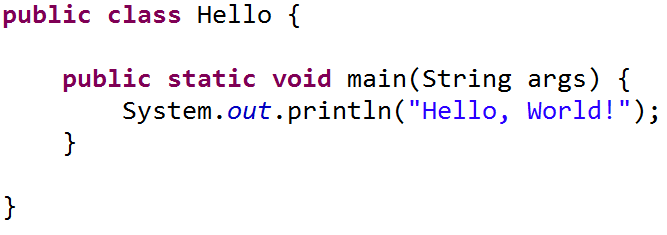 public class Hello {
    public static void main(String args) {
        System.out.println("Hello, World!");
    }
}